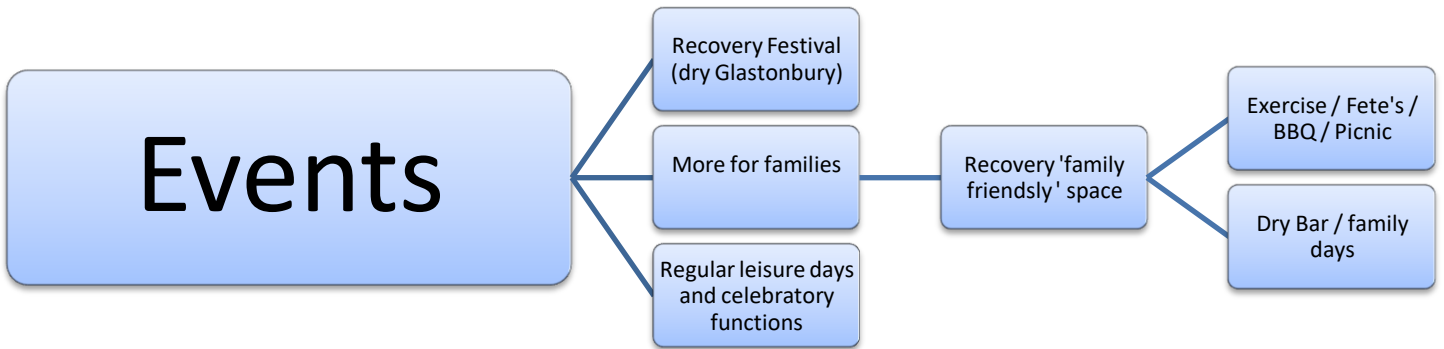 Events
Recovery Festival
(dry Glastonbury)
More for families
Regular leisure days
and celebratory
functions
Recovery 'family
friendsly ' space
Exercise / Fete's /
BBQ / Picnic
Dry Bar / family
days